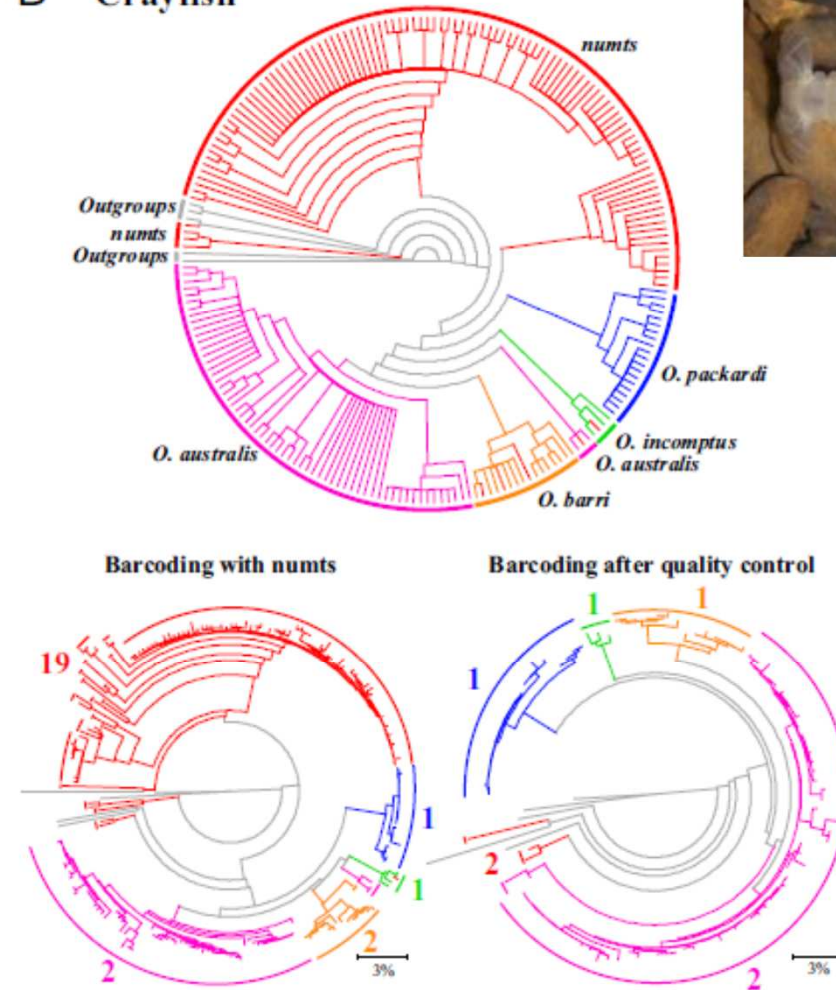 Crayfish
numts
Outgroups
numts
Outgroups
O. packardi
O. incomptus
O. australis
O. australis
O. barri
Barcoding with numts
Barcoding after quality control
19
1
1
2
2
3%
1
1
1
2
2
3%